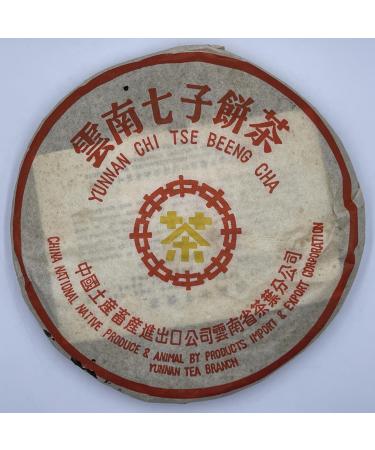 雲南七子餅茶
YUNNAN CHI TSE BEENG CHA
茶
中國土產畜產進出口公司雲南省茶葉分公司
CHINA NATIONAL NATIVE PRODUCE & ANIMAL BY PRODUCTS IMPORT & EXPORT CORPORATION
YUNNAN TEA BRANCH